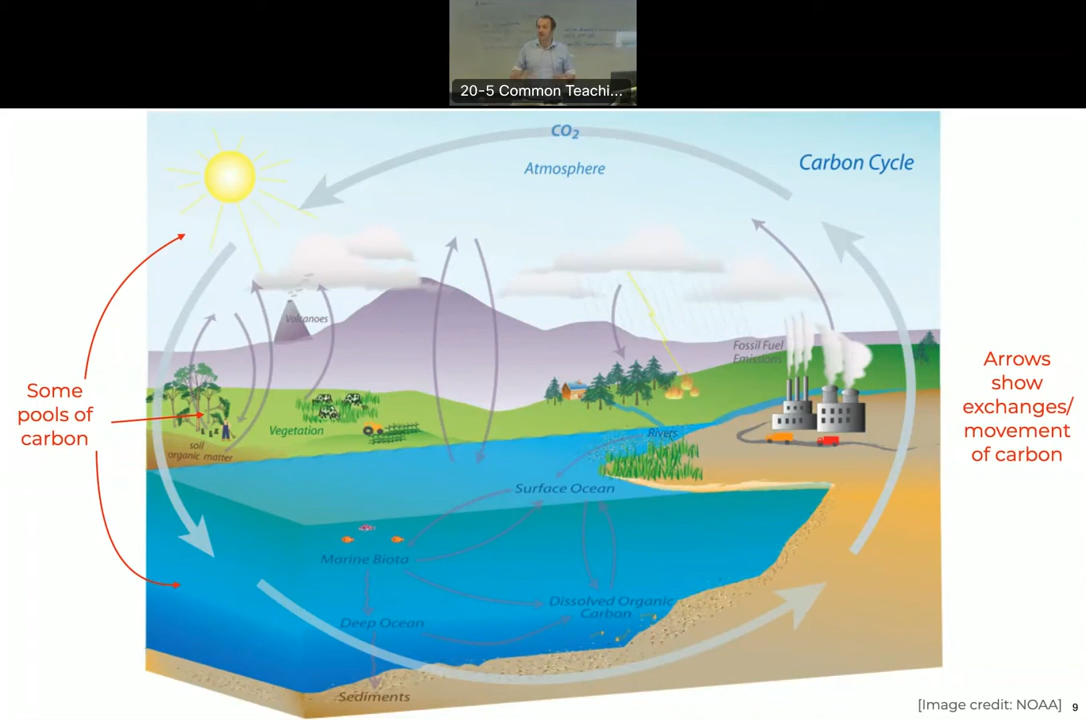 20-5 Common Teachi...
CO2
Atmosphere
Carbon Cycle
Some
pools of
carbon
Volcanoes
Vegetation
soil
organic matter
Fossil Fuel
Emissions
Rivers
Arrows
show
exchanges/
movement
of carbon
Surface Ocean
Marine Biota
Dissolved Organic
Carbon
Deep Ocean
Sediments
[Image credit: NOAA]
9